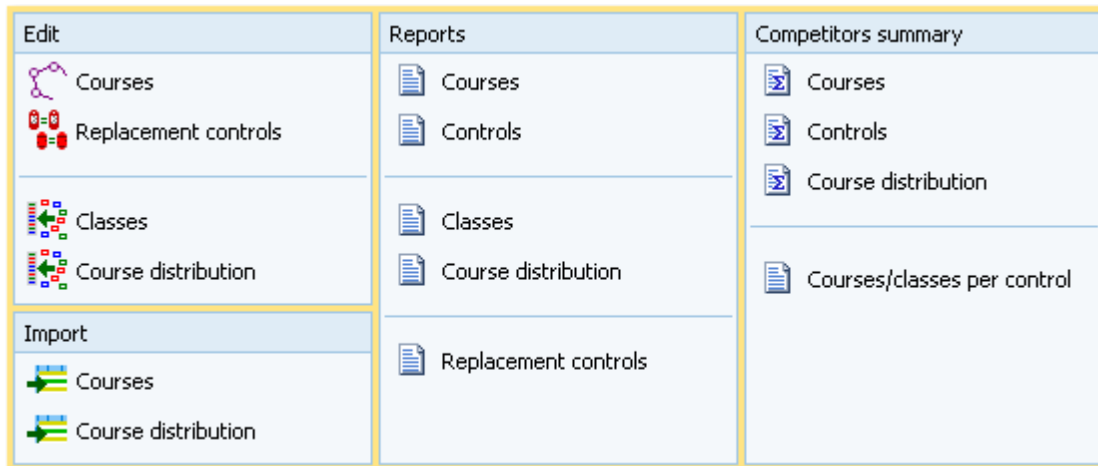 Edit
Courses
Replacement controls
Classes
Course distribution
Import
Courses
Course distribution
Reports
Courses
Controls
Classes
Course distribution
Replacement controls
Competitors summary
Courses
Controls
Course distribution
Courses/classes per control